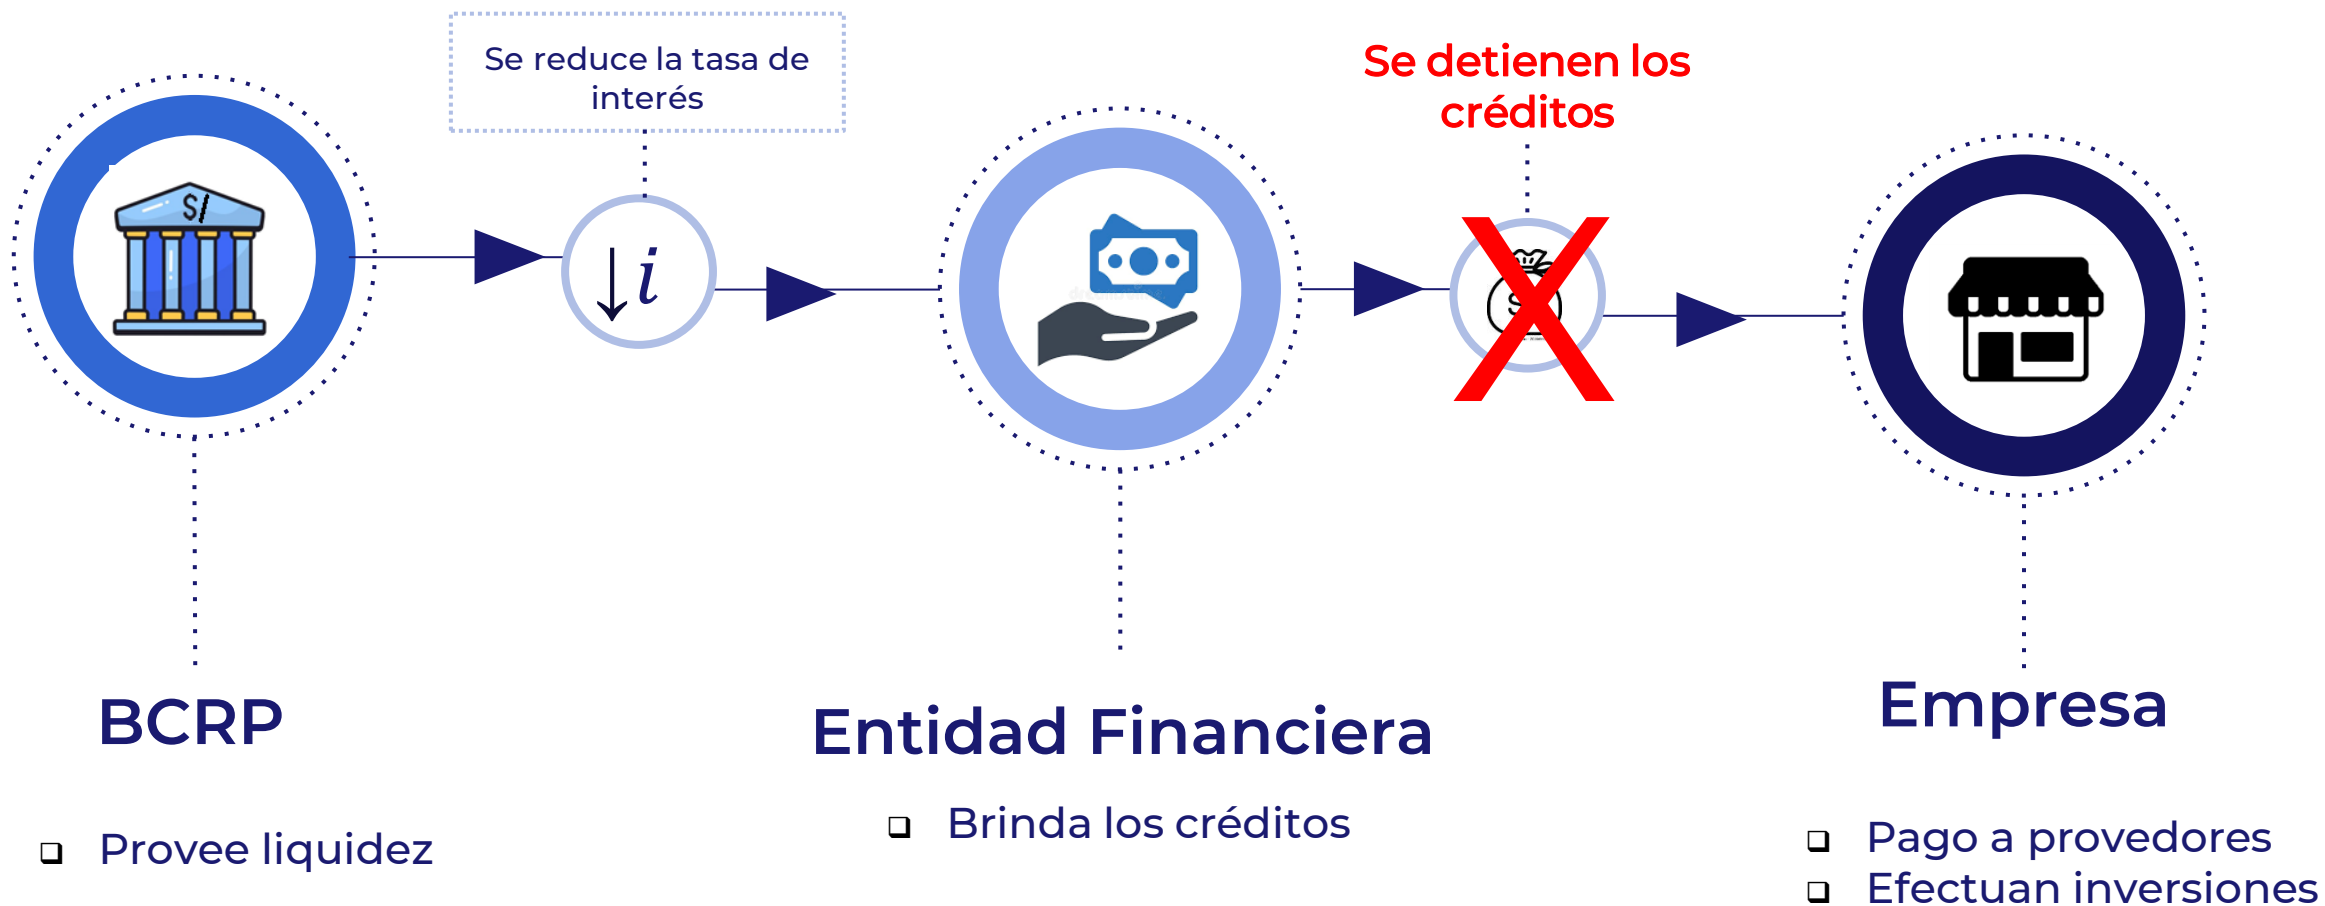 Se reduce la tasa de
interés
Se detienen los
créditos
S/
↓i
S
X
BCRP
Entidad Financiera
Empresa
❑ Provee liquidez
❑ Brinda los créditos
❑ Pago a provedores
❑ Efectuan inversiones